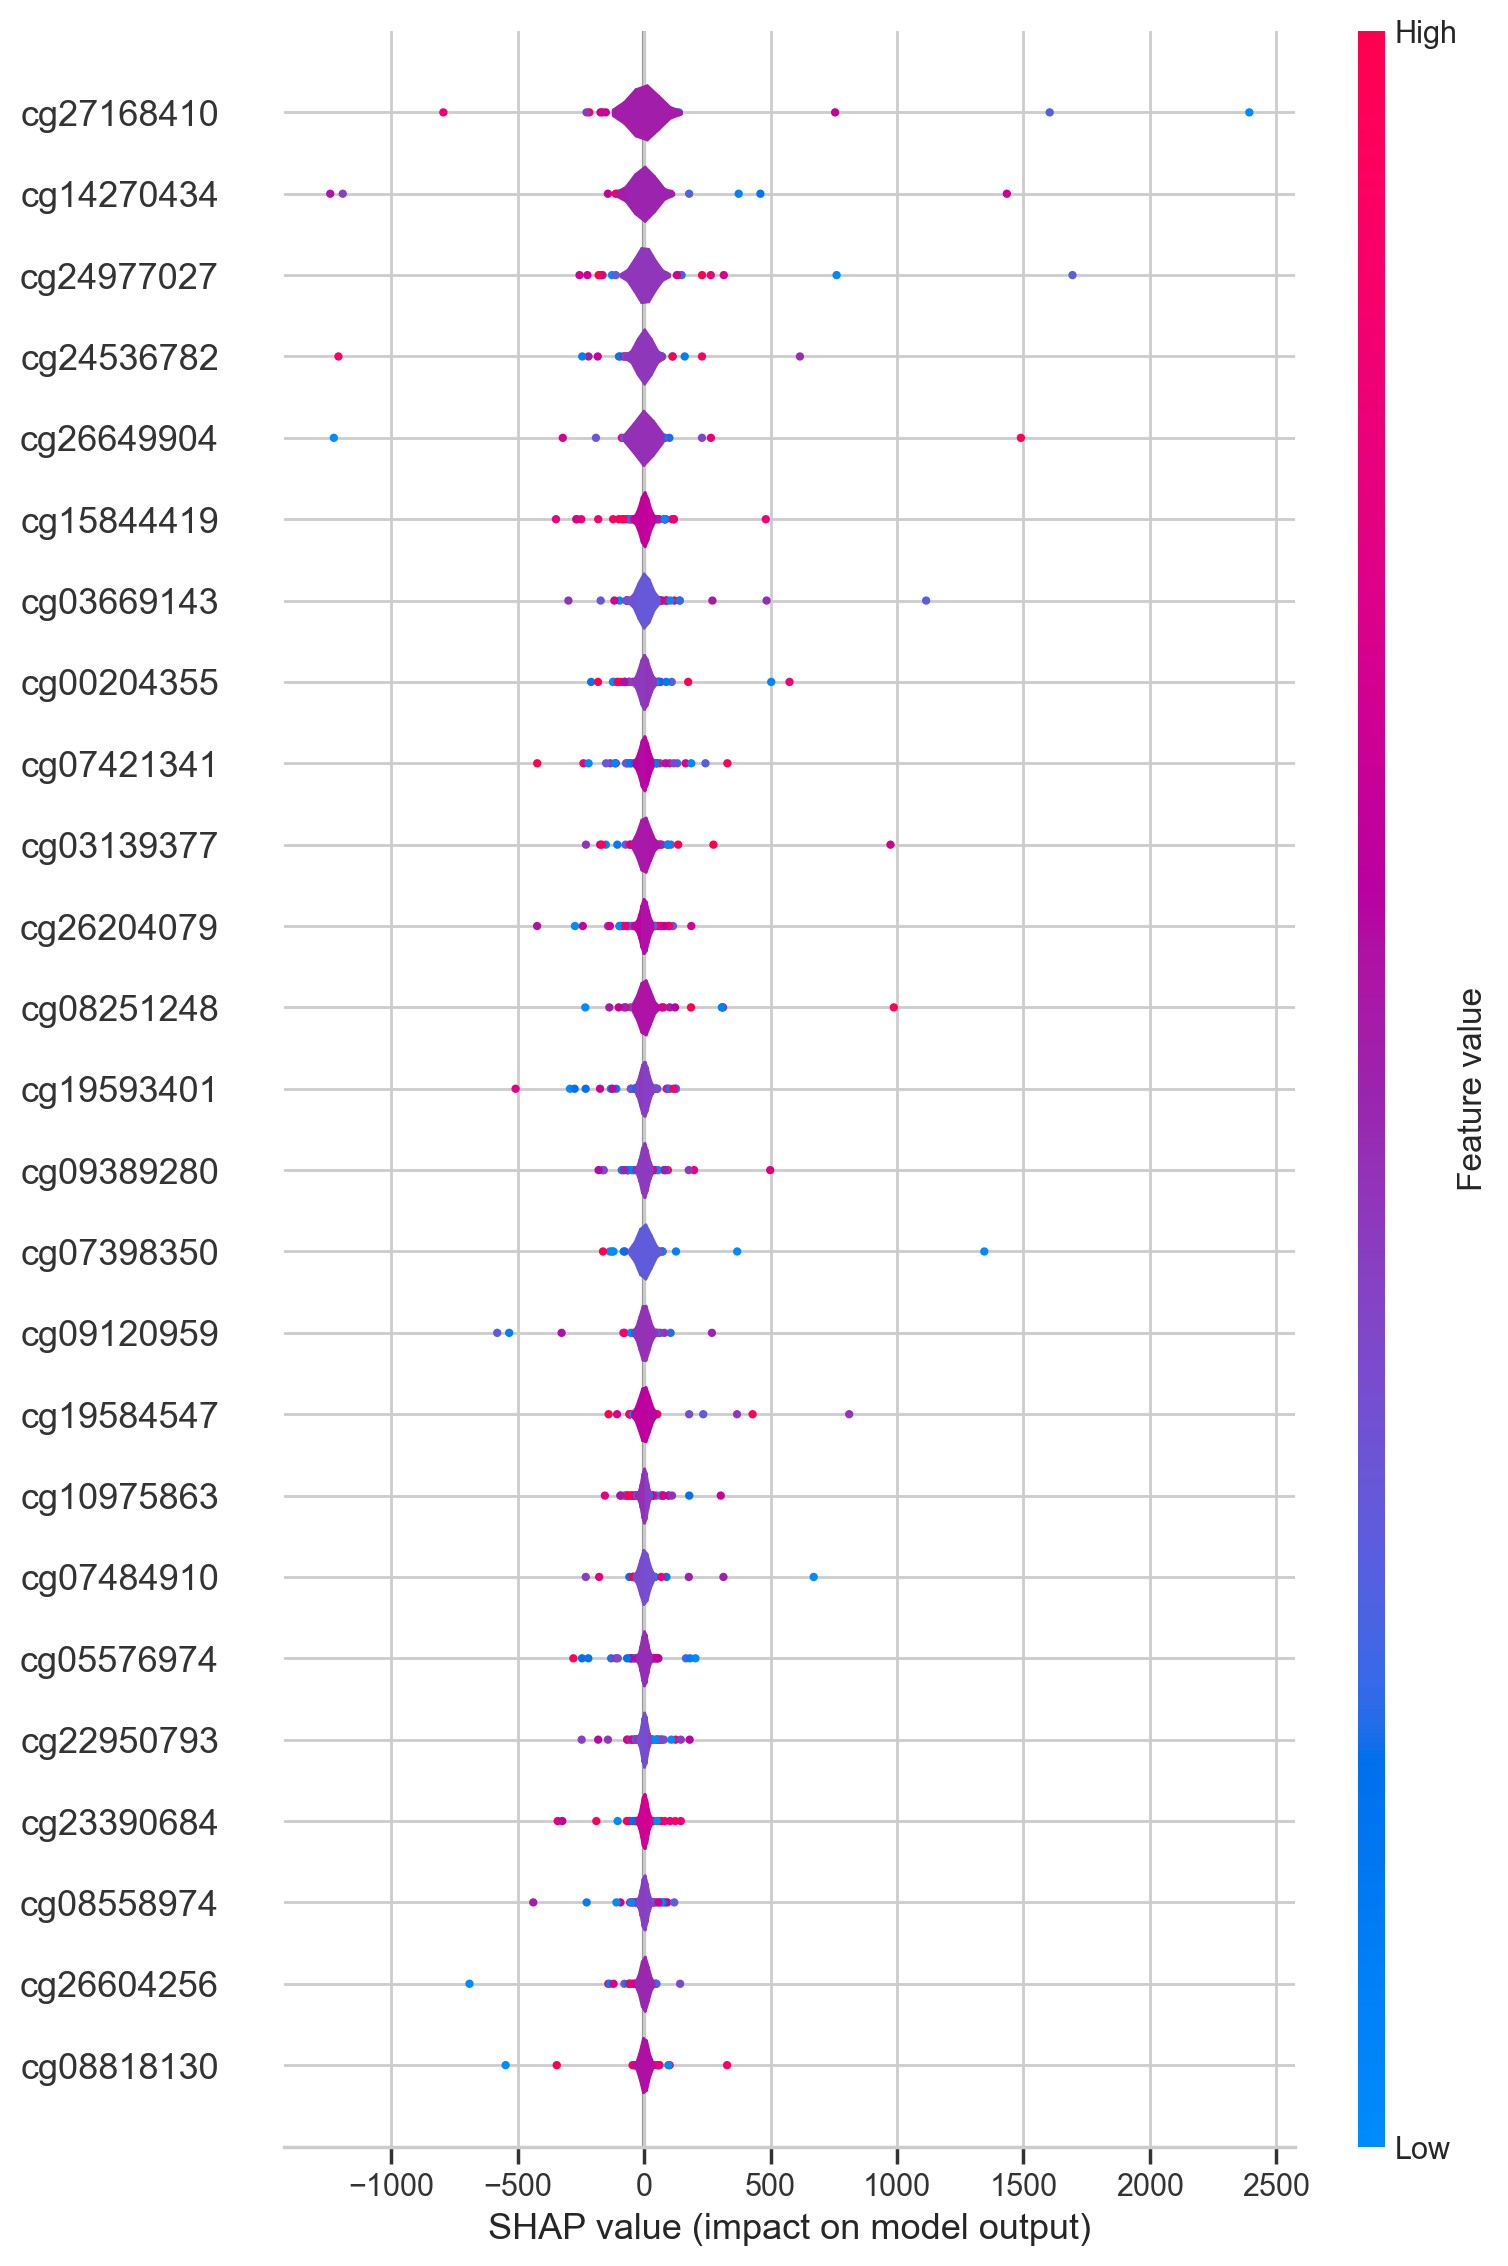 High
cg27168410
cg14270434
cg24977027
cg24536782
cg26649904
cg15844419
cg03669143
cg00204355
cg07421341
cg03139377
cg26204079
cg08251248
cg19593401
cg09389280
cg07398350
cg09120959
cg19584547
cg10975863
cg07484910
cg05576974
cg22950793
cg23390684
cg08558974
cg26604256
cg08818130
Feature value
Low
−1000 −500 0 500 1000 1500 2000 2500
SHAP value (impact on model output)